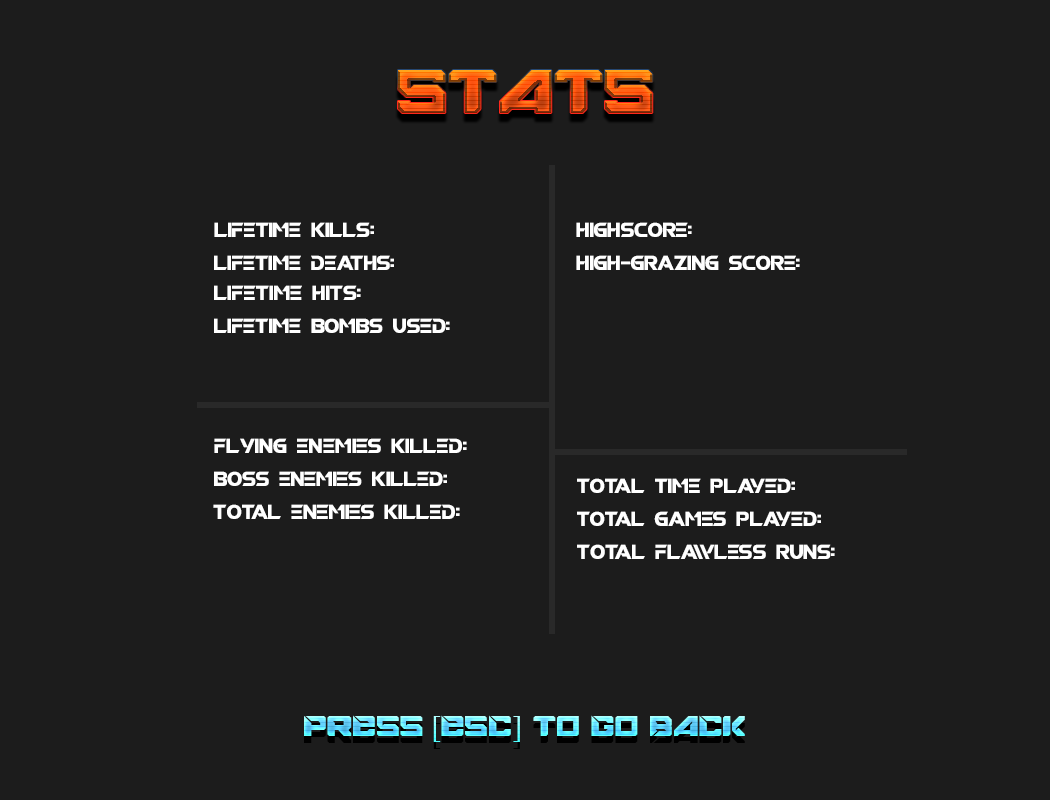 STATS
LIFETIME KILLS:
LIFETIME DEATHS:
LIFETIME HITS:
LIFETIME BOMBS USED:
FLYING ENEMIES KILLED:
BOSS ENEMIES KILLED:
TOTAL ENEMIES KILLED:
HIGHSCORE:
HIGH-GRAZING SCORE:
TOTAL TIME PLAYED:
TOTAL GAMES PLAYED:
TOTAL FLAWLESS RUNS:
PRESS [ESC] TO GO BACK